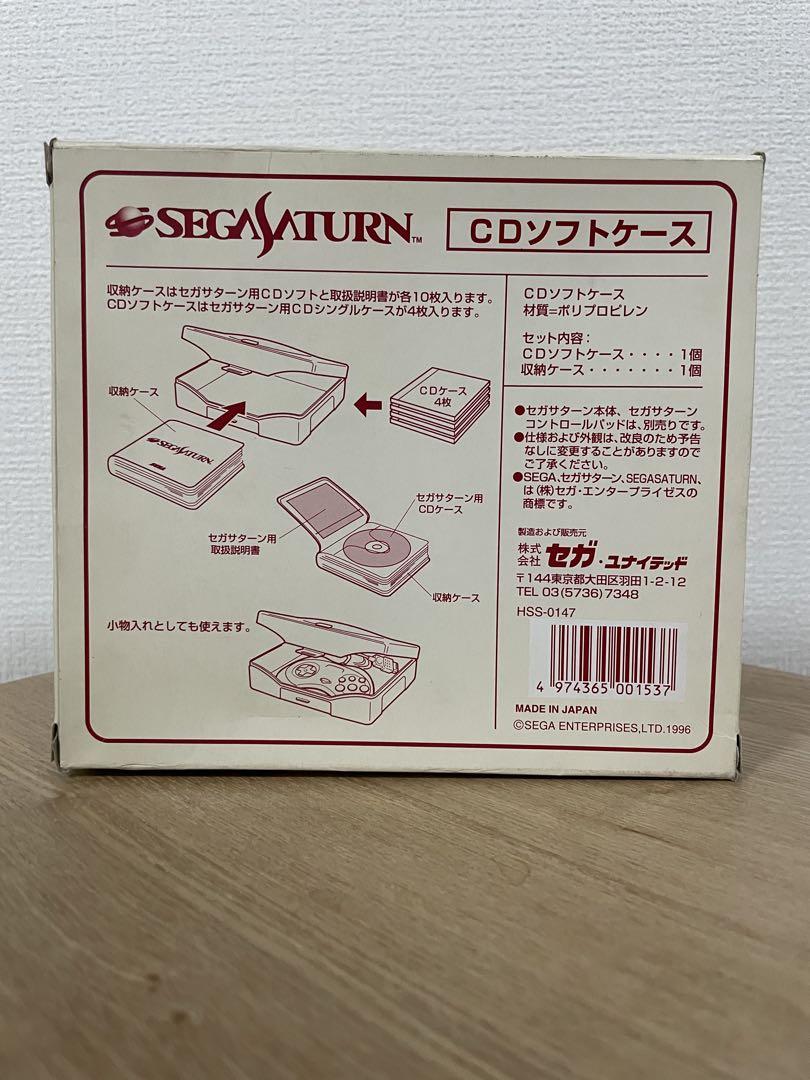 SEGA SATURN™
CDソフトケース
収納ケースはセガサターン用CDソフトと取扱説明書が各10枚入ります。
CDソフトケースはセガサターン用CDシングルケースが4枚入ります。
収納ケース
SEGA SATURN
CDケース
4枚
セガサターン用
CDケース
セガサターン用
取扱説明書
収納ケース
小物入れとしても使えます。
CDソフトケース
材質=ポリプロピレン
セット内容：
CDソフトケース・・・・1個
収納ケース・・・・・・・1個
●セガサターン本体、セガサターン
コントロールパッドは、別売りです。
●仕様および外観は、改良のため予告
なしに変更することがありますので
ご了承ください。
●SEGA、セガサターン、SEGASATURN、
は(株)セガ・エンタープライゼスの
商標です。
製造および販売元
株式会社 セガ・ユナイテッド
〒144東京都大田区羽田1-2-12
TEL 03(5736)7348
HSS-0147
4 974365 001537
MADE IN JAPAN
©SEGA ENTERPRISES,LTD.1996